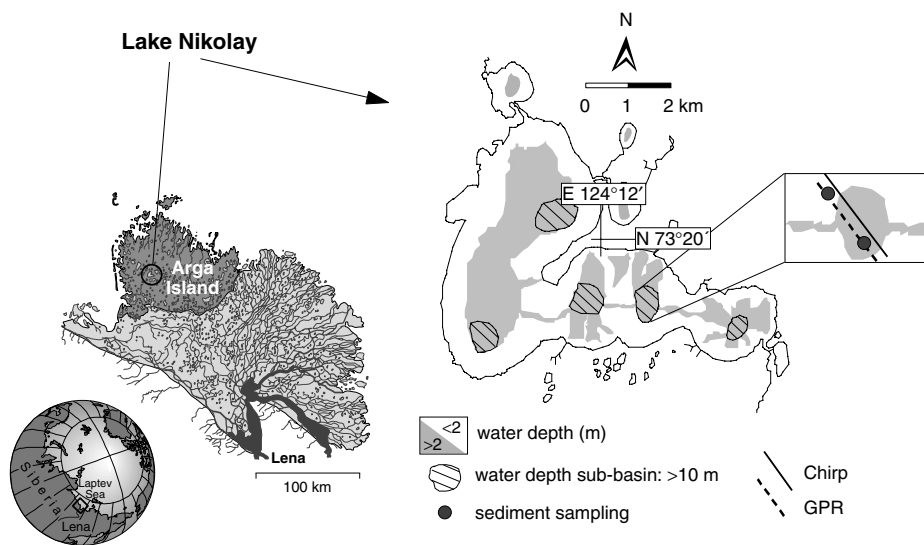 Lake Nikolay
N
0 1 2 km
E 124°12′
N 73°20´
Arga
Island
Lena
100 km
Siberia
Laptev
Sea
Lena
<2
>2
water depth (m)
water depth sub-basin: >10 m
sediment sampling
Chirp
GPR